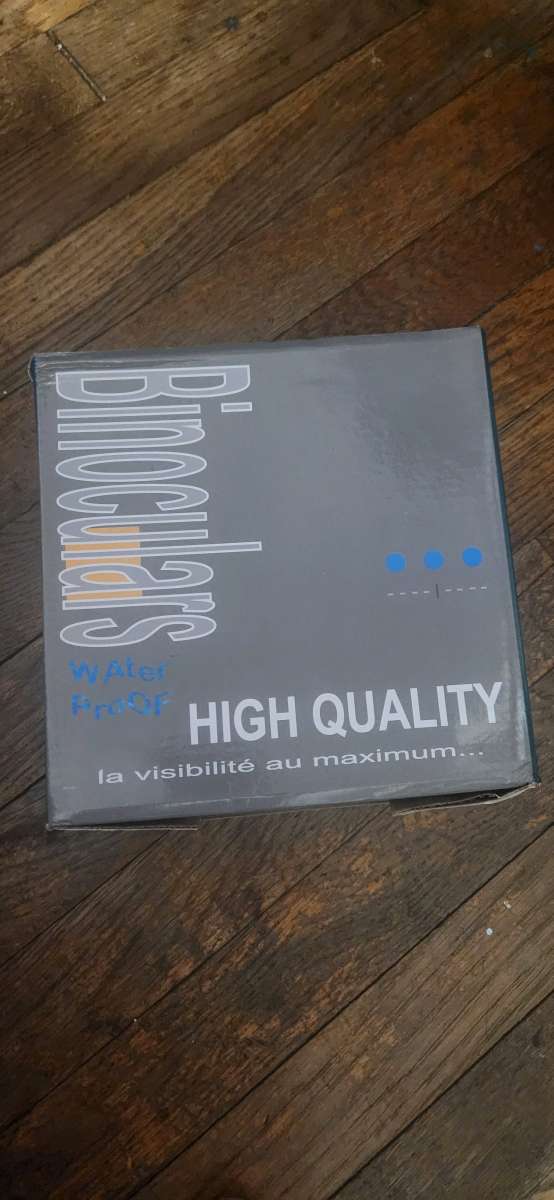 Binoculars
WAter
ProOF
HIGH QUALITY
la visibilité au maximum...